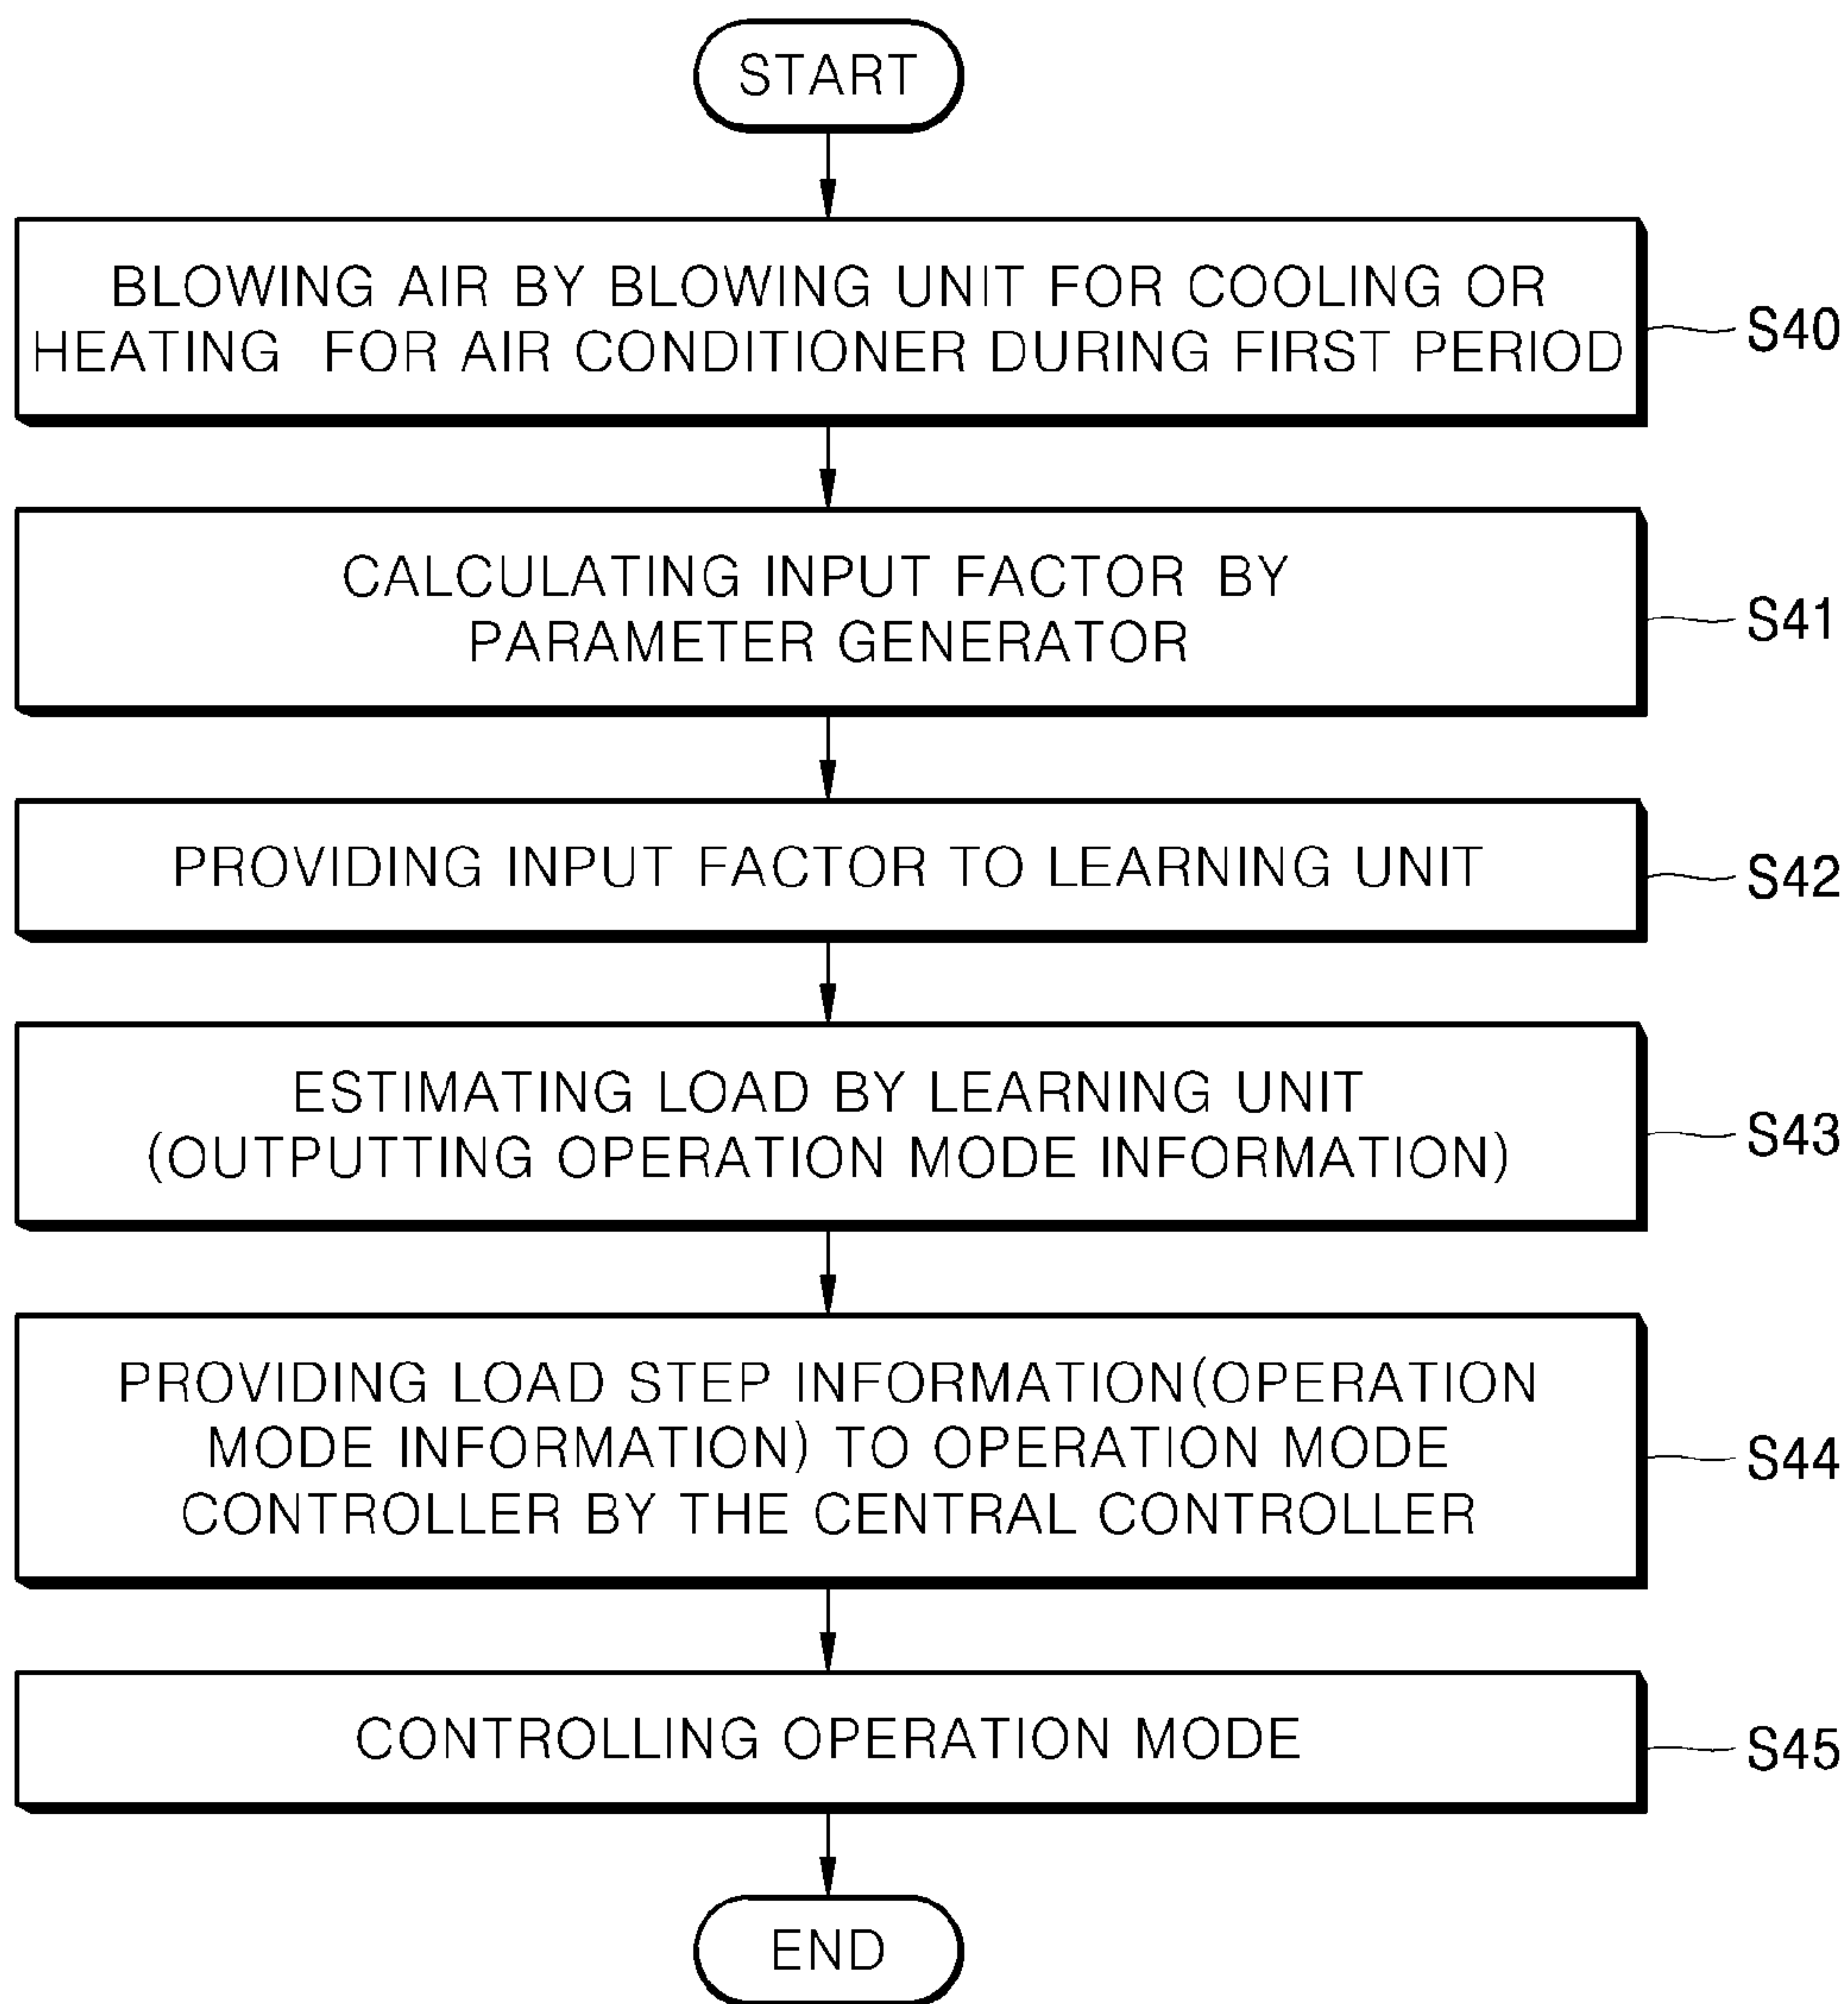 START
BLOWING AIR BY BLOWING UNIT FOR COOLING OR
HEATING FOR AIR CONDITIONER DURING FIRST PERIOD
S40
CALCULATING INPUT FACTOR BY
PARAMETER GENERATOR
S41
PROVIDING INPUT FACTOR TO LEARNING UNIT
S42
ESTIMATING LOAD BY LEARNING UNIT
(OUTPUTTING OPERATION MODE INFORMATION)
S43
PROVIDING LOAD STEP INFORMATION(OPERATION
MODE INFORMATION) TO OPERATION MODE
CONTROLLER BY THE CENTRAL CONTROLLER
S44
CONTROLLING OPERATION MODE
S45
END